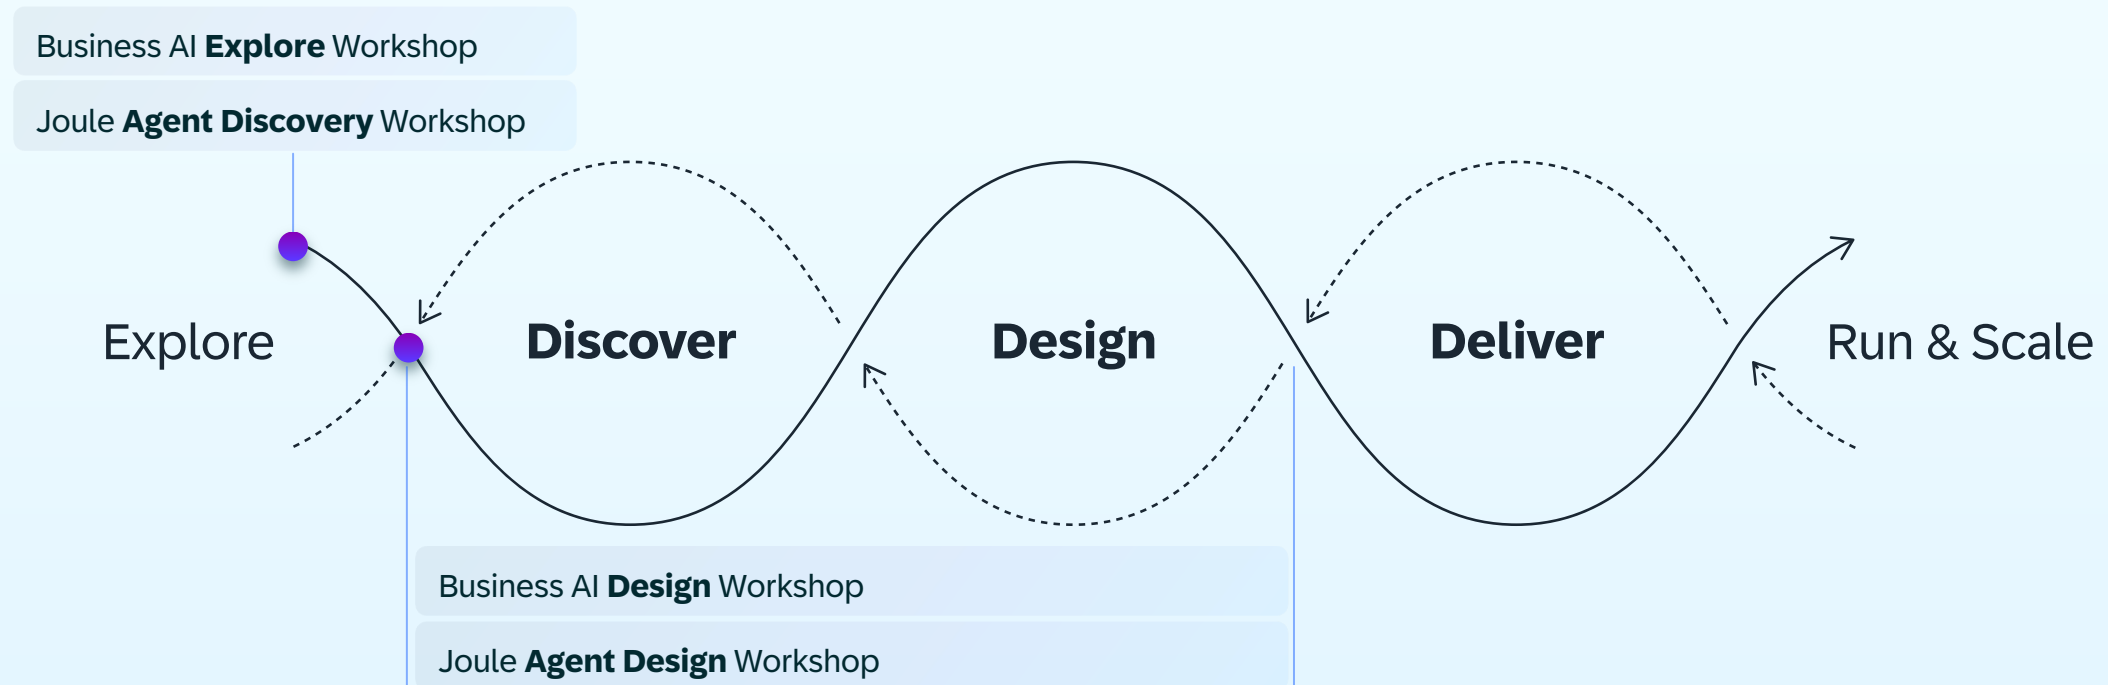 Business AI Explore Workshop
Joule Agent Discovery Workshop
Explore
Discover
Design
Deliver
Run & Scale
Business AI Design Workshop
Joule Agent Design Workshop